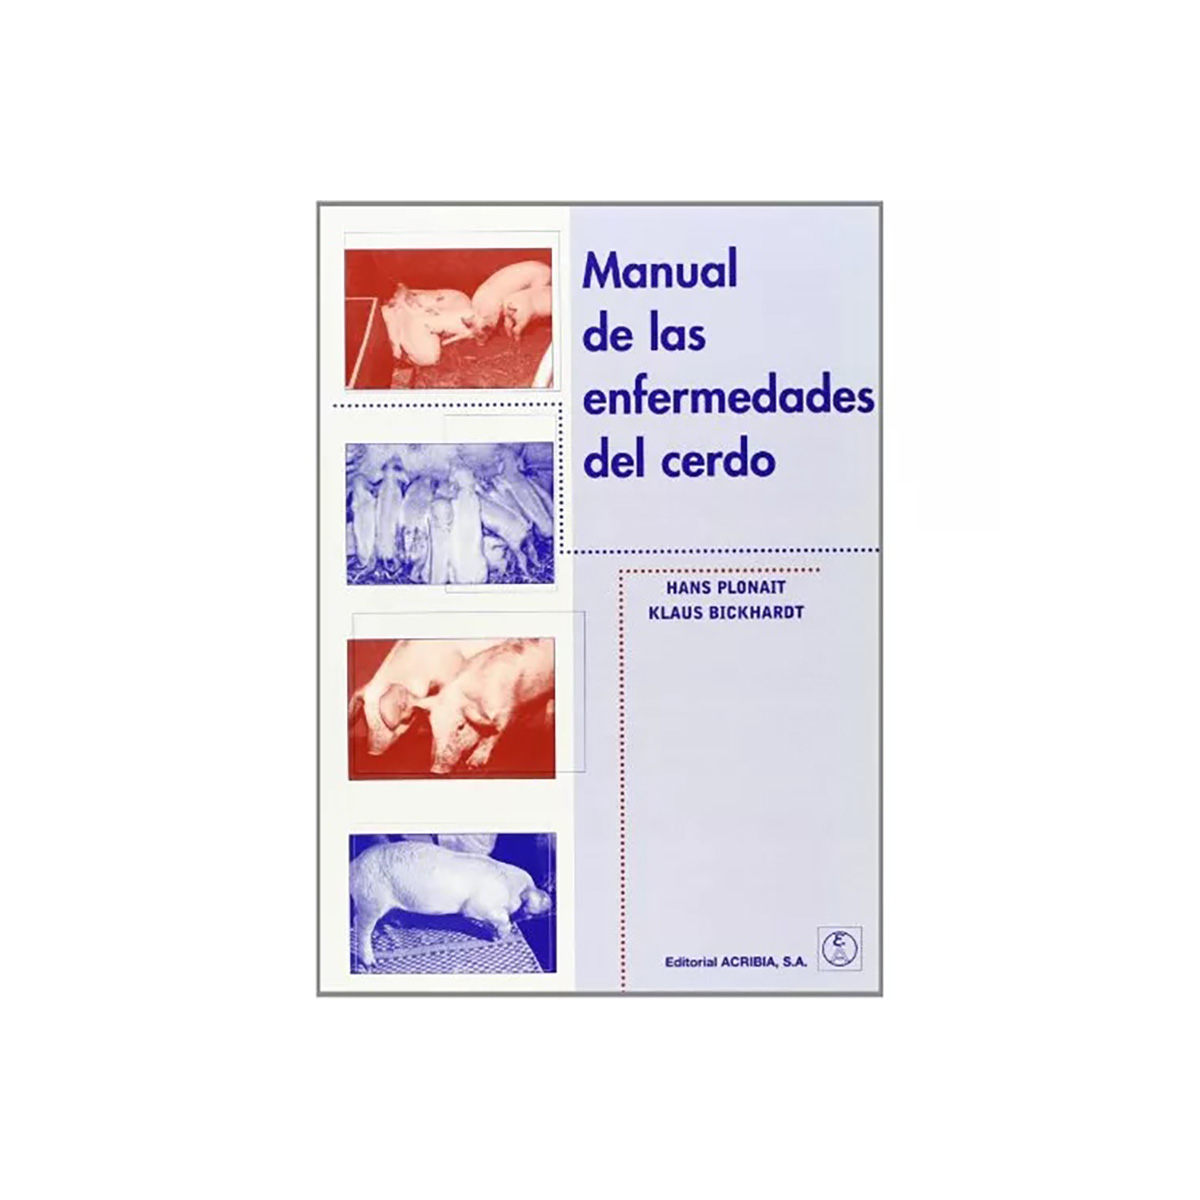 Manual
de las
enfermedades
del cerdo
HANS PLONAIT
KLAUS BICKHARDT
Editorial ACRIBIA, S.A.
E.
A